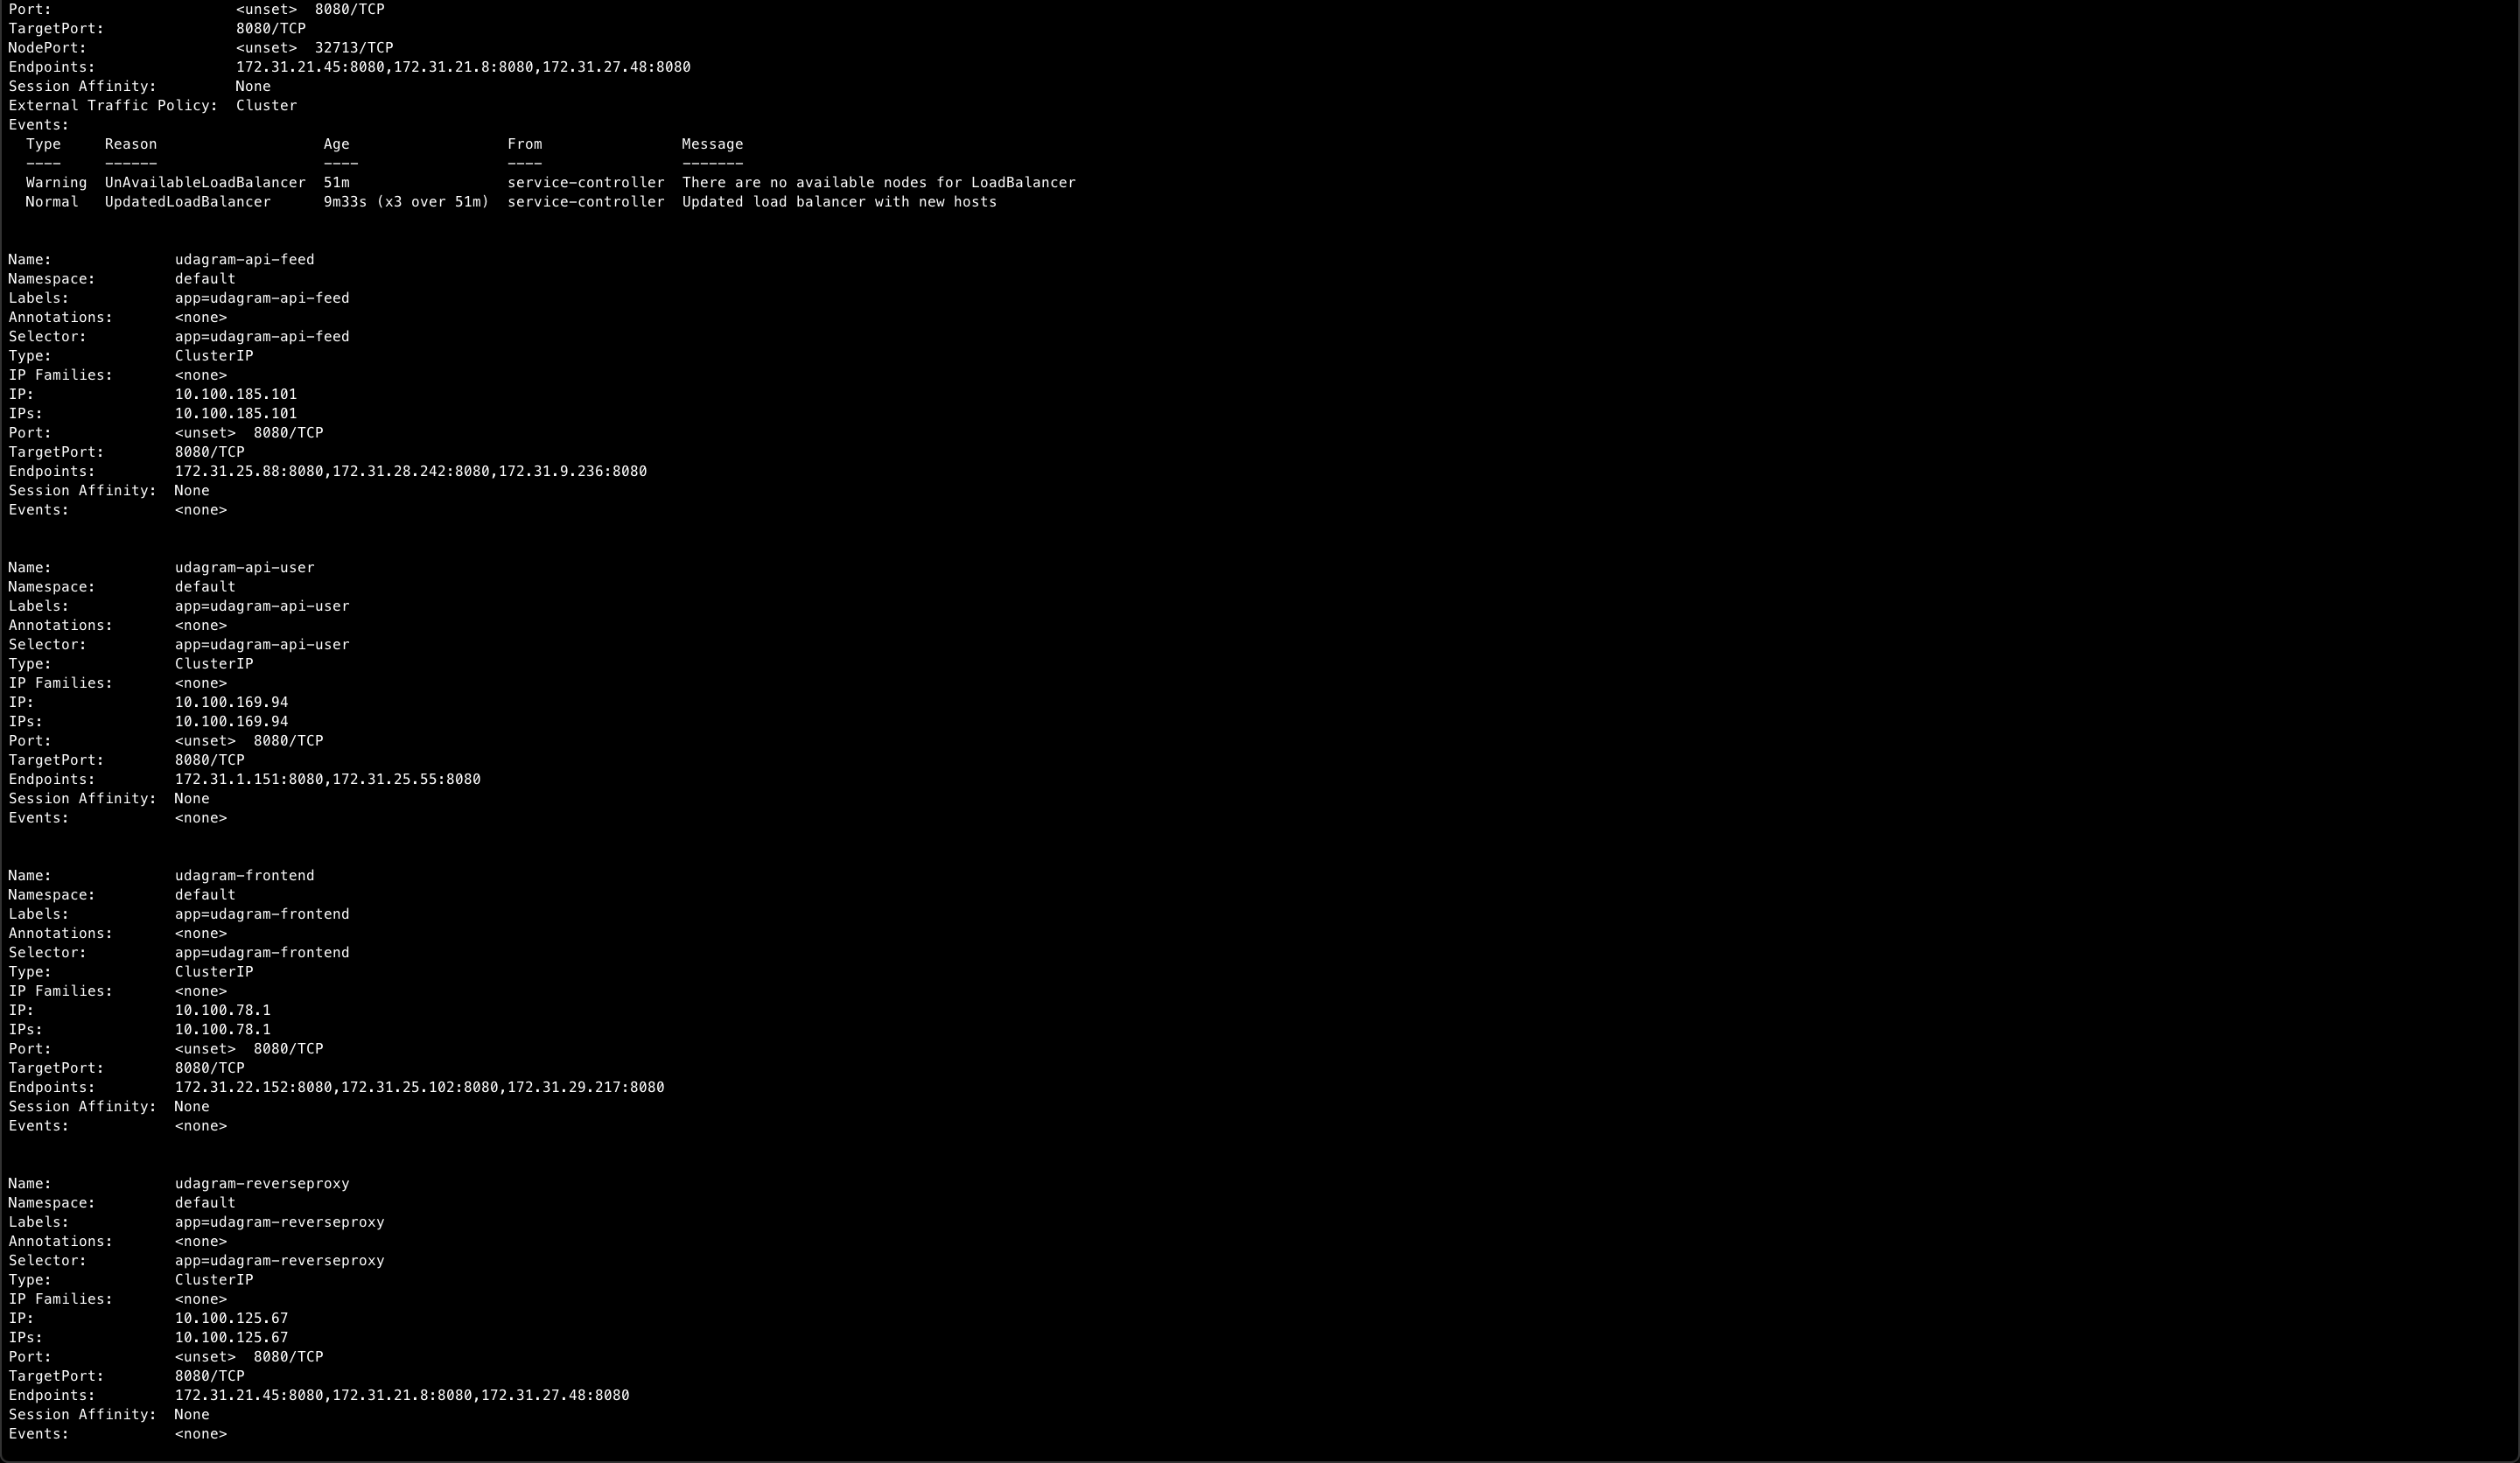 Port:                     <unset>  8080/TCP
TargetPort:               8080/TCP
NodePort:                 <unset>  32713/TCP
Endpoints:                172.31.21.45:8080,172.31.21.8:8080,172.31.27.48:8080
Session Affinity:         None
External Traffic Policy:  Cluster
Events:
  Type     Reason                   Age                  From                Message
  ----     ------                   ----                 ----                -------
  Warning  UnAvailableLoadBalancer  51m                  service-controller  There are no available nodes for LoadBalancer
  Normal   UpdatedLoadBalancer      9m33s (x3 over 51m)  service-controller  Updated load balancer with new hosts

Name:              udagram-api-feed
Namespace:         default
Labels:            app=udagram-api-feed
Annotations:       <none>
Selector:          app=udagram-api-feed
Type:              ClusterIP
IP Families:       <none>
IP:                10.100.185.101
IPs:               10.100.185.101
Port:              <unset>  8080/TCP
TargetPort:        8080/TCP
Endpoints:         172.31.25.88:8080,172.31.28.242:8080,172.31.9.236:8080
Session Affinity:  None
Events:            <none>

Name:              udagram-api-user
Namespace:         default
Labels:            app=udagram-api-user
Annotations:       <none>
Selector:          app=udagram-api-user
Type:              ClusterIP
IP Families:       <none>
IP:                10.100.169.94
IPs:               10.100.169.94
Port:              <unset>  8080/TCP
TargetPort:        8080/TCP
Endpoints:         172.31.1.151:8080,172.31.25.55:8080
Session Affinity:  None
Events:            <none>

Name:              udagram-frontend
Namespace:         default
Labels:            app=udagram-frontend
Annotations:       <none>
Selector:          app=udagram-frontend
Type:              ClusterIP
IP Families:       <none>
IP:                10.100.78.1
IPs:               10.100.78.1
Port:              <unset>  8080/TCP
TargetPort:        8080/TCP
Endpoints:         172.31.22.152:8080,172.31.25.102:8080,172.31.29.217:8080
Session Affinity:  None
Events:            <none>

Name:              udagram-reverseproxy
Namespace:         default
Labels:            app=udagram-reverseproxy
Annotations:       <none>
Selector:          app=udagram-reverseproxy
Type:              ClusterIP
IP Families:       <none>
IP:                10.100.125.67
IPs:               10.100.125.67
Port:              <unset>  8080/TCP
TargetPort:        8080/TCP
Endpoints:         172.31.21.45:8080,172.31.21.8:8080,172.31.27.48:8080
Session Affinity:  None
Events:            <none>